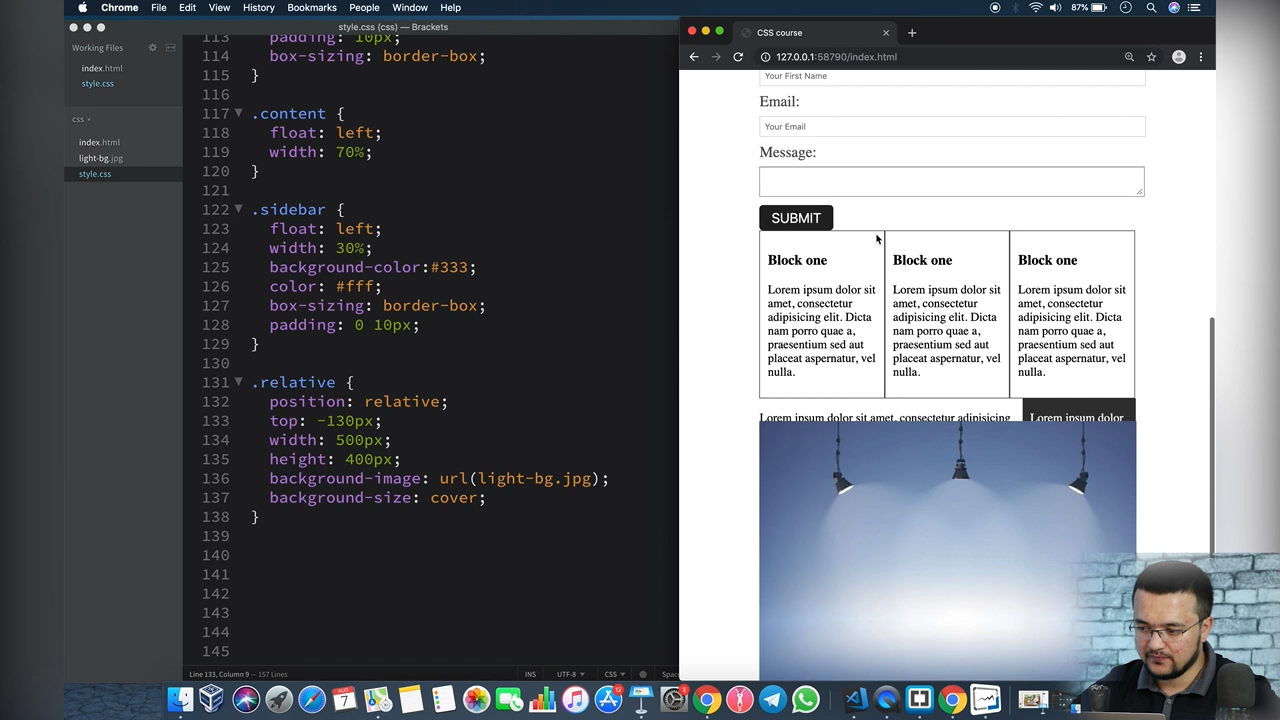 Chrome File Edit View History Bookmarks People Window Help
87%
style.css (css) — Brackets
Working Files
index.html
style.css
css
index.html
light-bg.jpg
style.css
113 padding: 10px;
114 box-sizing: border-box;
115 }
116
117 .content {
118 float: left;
119 width: 70%;
120 }
121
122 .sidebar {
123 float: left;
124 width: 30%;
125 background-color:#333;
126 color: #fff;
127 box-sizing: border-box;
128 padding: 0 10px;
129 }
130
131 .relative {
132 position: relative;
133 top: -130px;
134 width: 500px;
135 height: 400px;
136 background-image: url(light-bg.jpg);
137 background-size: cover;
138 }
139
140
141
142
143
144
145
Line 133, Column 9 — 157 Lines
INS UTF-8 CSS Spac
CSS course
127.0.0.1:58790/index.html
Your First Name
Email:
Your Email
Message:
SUBMIT
Block one
Lorem ipsum dolor sit
amet, consectetur
adipisicing elit. Dicta
nam porro quae a,
praesentium sed aut
placeat aspernatur, vel
nulla.
Block one
Lorem ipsum dolor sit
amet, consectetur
adipisicing elit. Dicta
nam porro quae a,
praesentium sed aut
placeat aspernatur, vel
nulla.
Block one
Lorem ipsum dolor sit
amet, consectetur
adipisicing elit. Dicta
nam porro quae a,
praesentium sed aut
placeat aspernatur, vel
nulla.
Lorem ipsum dolor sit amet, consectetur adipisicing
Lorem ipsum dolor
7
12